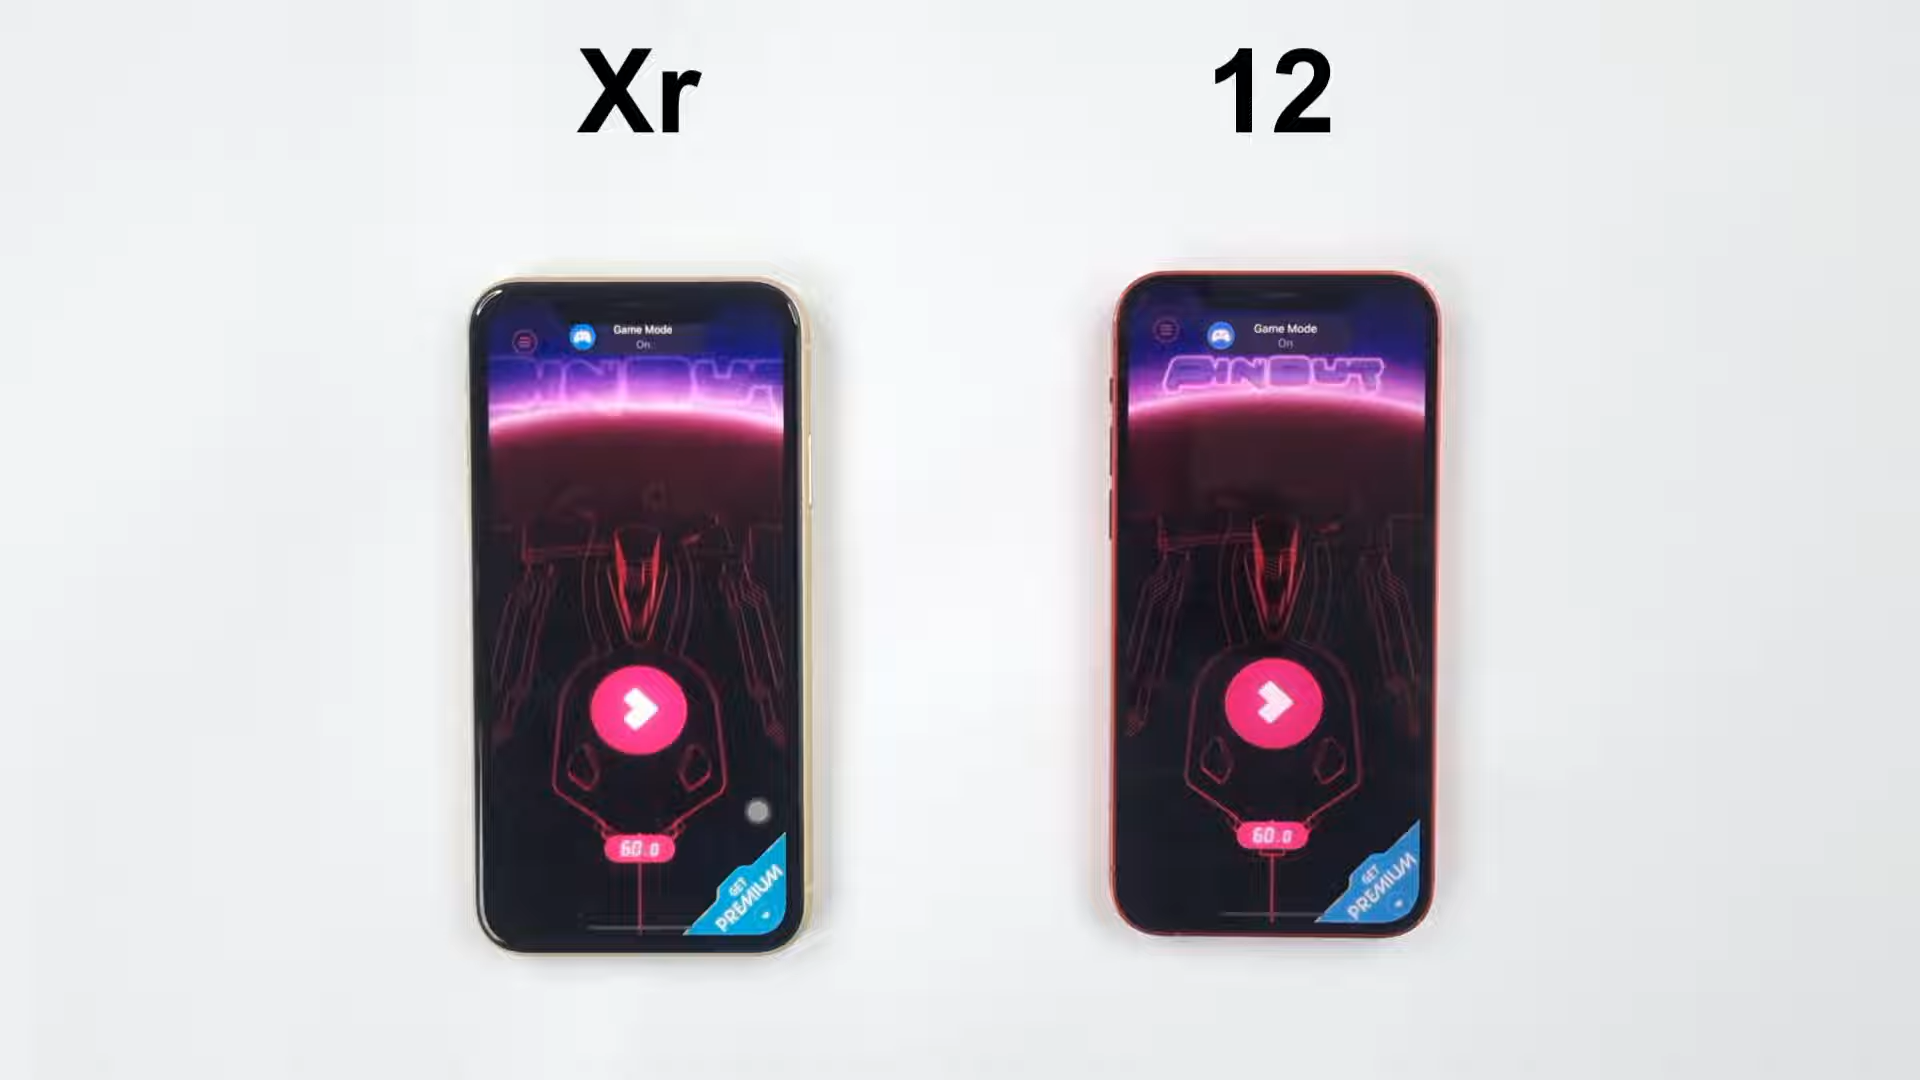 Xr
12
Game Mode
On
PINOUT
60.0
GET
PREMIUM
Game Mode
On
PINOUT
60.0
GET
PREMIUM